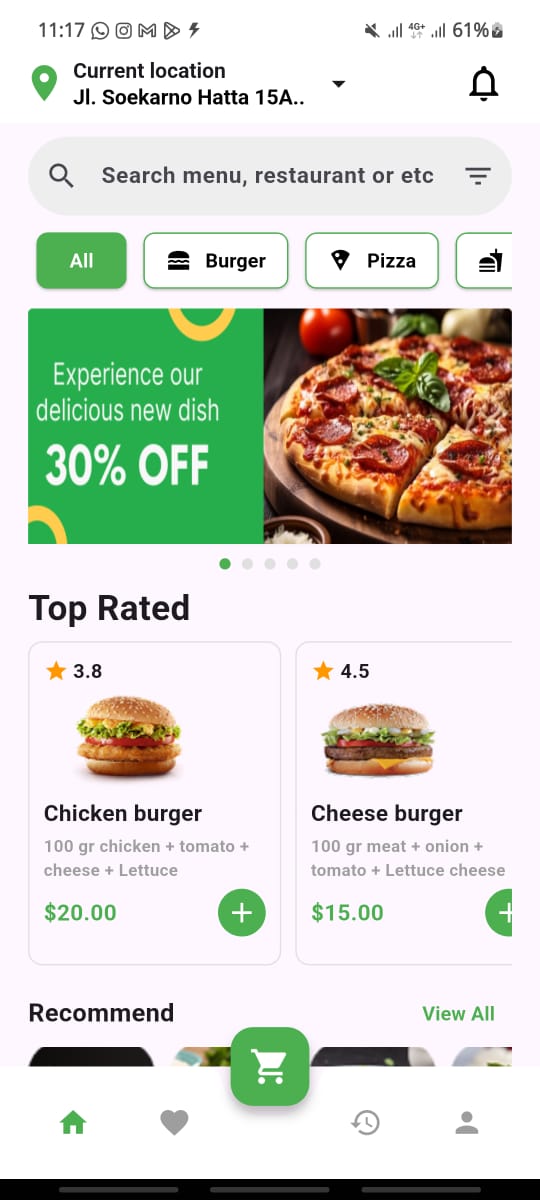 11:17 4G+ 61%
Current location
Jl. Soekarno Hatta 15A..
Search menu, restaurant or etc
All Burger Pizza
Experience our
delicious new dish
30% OFF
Top Rated
3.8 4.5
Chicken burger Cheese burger
100 gr chicken + tomato + 100 gr meat + onion +
cheese + Lettuce tomato + Lettuce cheese
$20.00 $15.00
Recommend View All